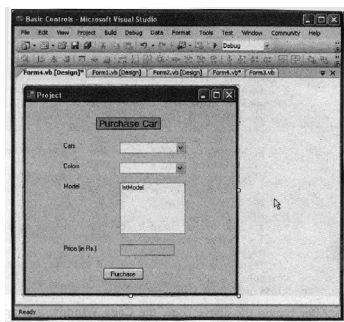 Basic Controls - Microsoft Visual Studio
File Edit View Project Build Debug Data Format Tools Test Window Community Help
Debug
Form4.vb [Design]* Form1.vb [Design] Form2.vb [Design] Form4.vb* Form3.vb
Project
Purchase Car
Cars
Colors
Model
lstModel
Price (in Rs.)
Purchase
Ready